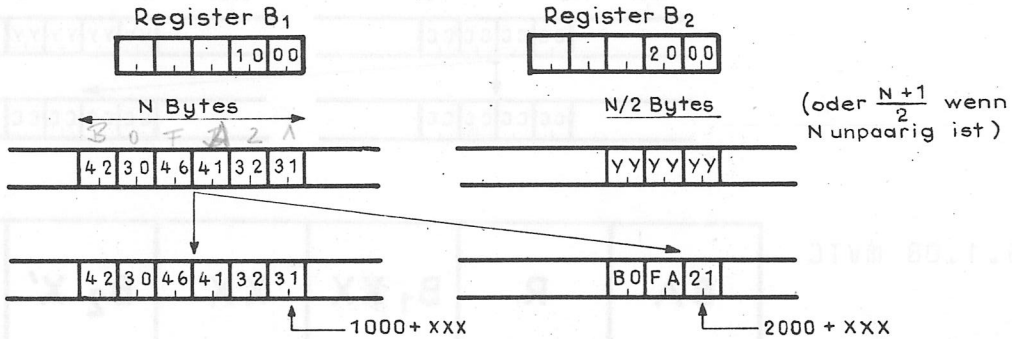 Register B1
Register B2
1000
2000
N Bytes
N/2 Bytes
(oder N+1/2 wenn
N unpaarig ist)
B 0 F A 2 1
42 30 46 41 32 31
YY YY YY
42 30 46 41 32 31
B0 FA 21
1000 + XXX
2000 + XXX